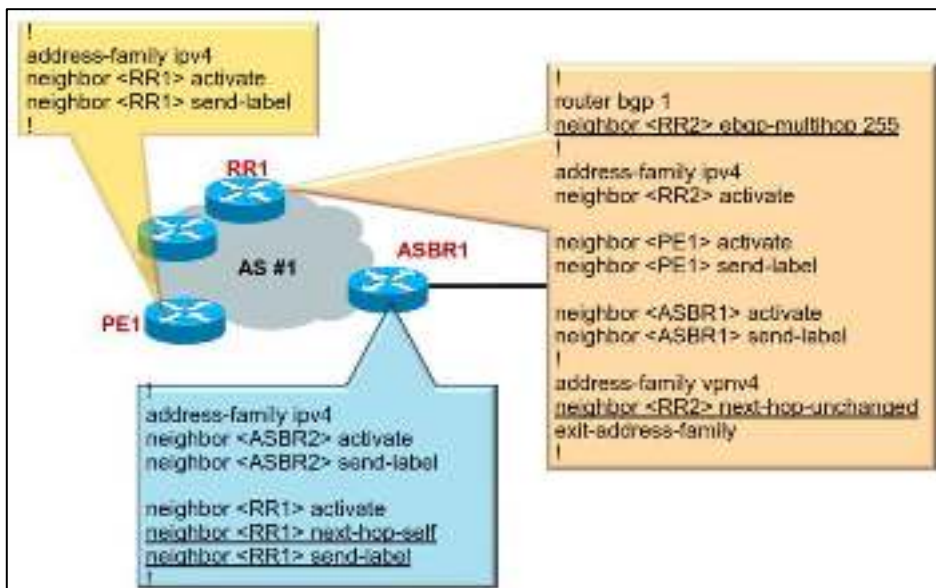 !
address-family ipv4
neighbor <RR1> activate
neighbor <RR1> send-label
!
RR1
AS #1
ASBR1
PE1
!
router bgp 1
neighbor <RR2> ebgp-multihop 255
!
address-family ipv4
neighbor <RR2> activate
neighbor <PE1> activate
neighbor <PE1> send-label
neighbor <ASBR1> activate
neighbor <ASBR1> send-label
!
address-family vpnv4
neighbor <RR2> next-hop-unchanged
exit-address-family
!
!
address-family ipv4
neighbor <ASBR2> activate
neighbor <ASBR2> send-label
neighbor <RR1> activate
neighbor <RR1> next-hop-self
neighbor <RR1> send-label
!